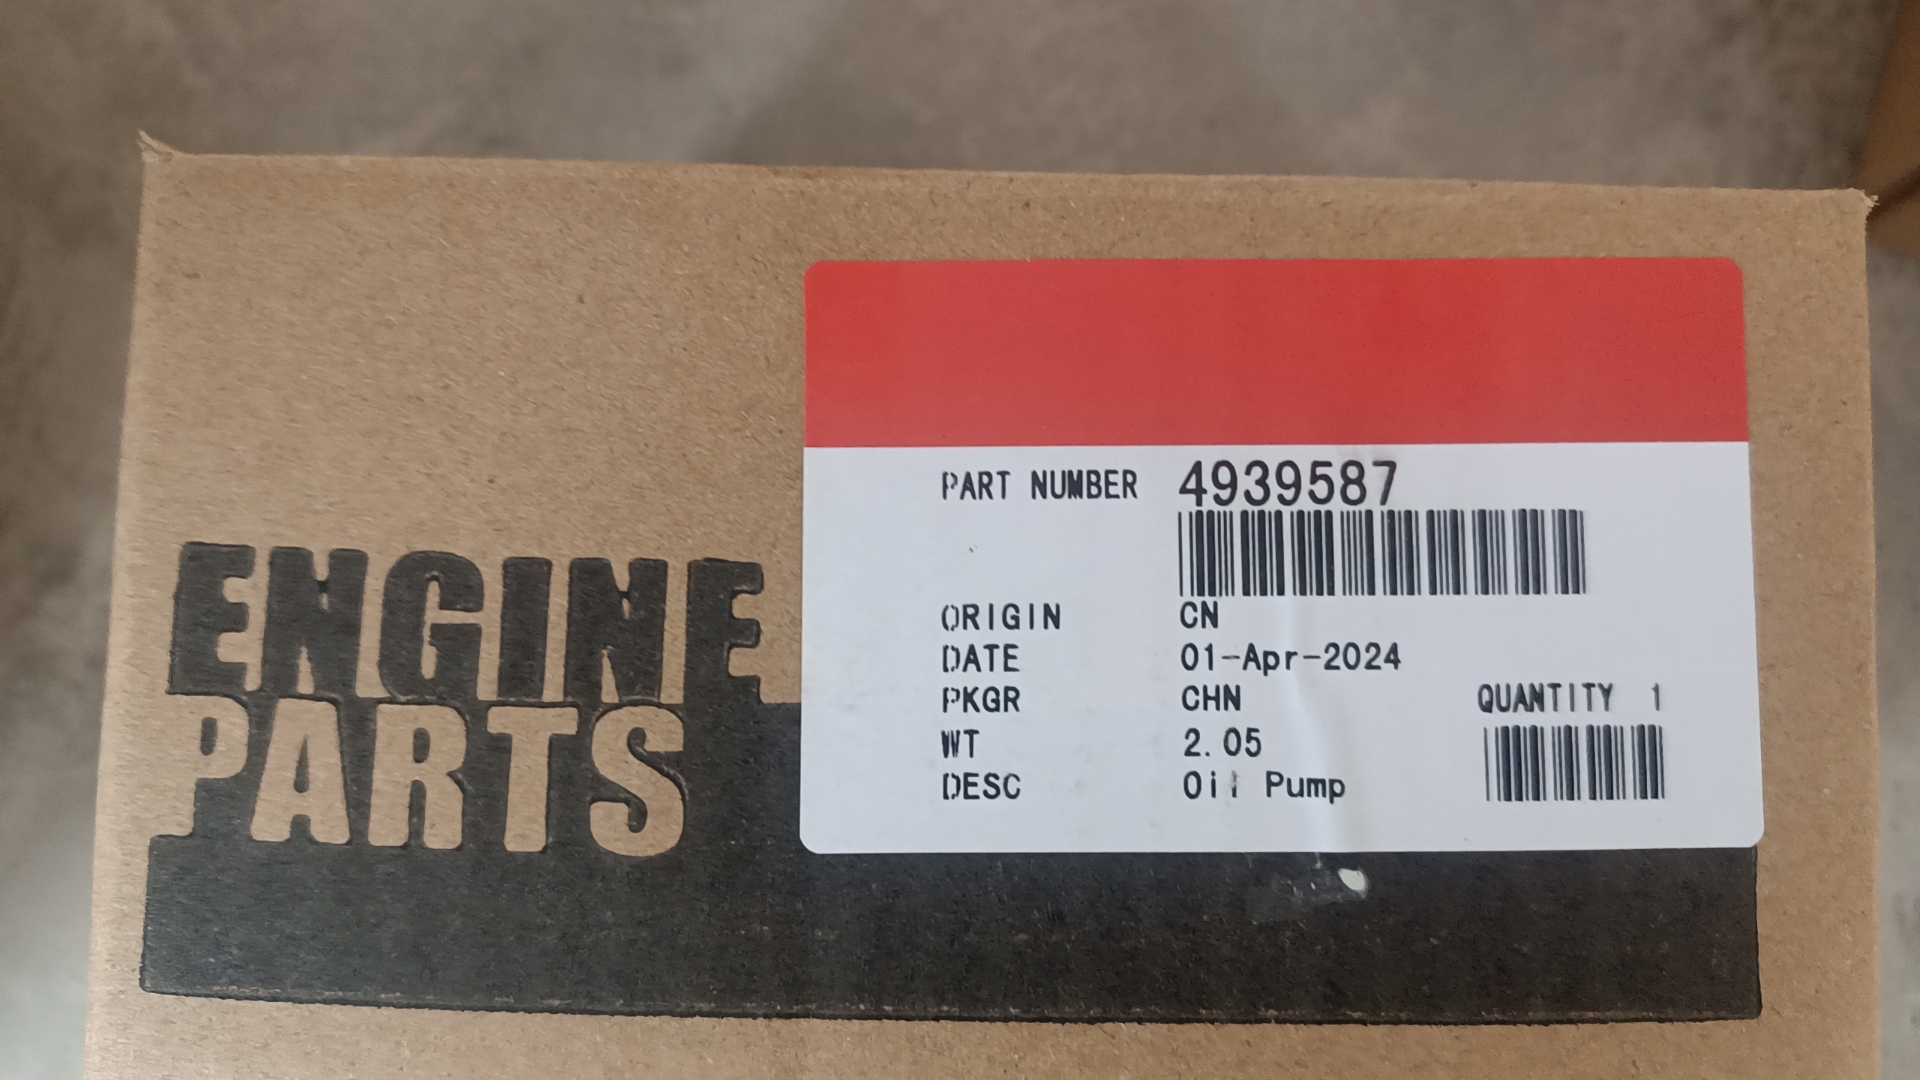 ENGINE
PARTS
PART NUMBER 4939587
ORIGIN CN
DATE 01-Apr-2024
PKGR CHN QUANTITY 1
WT 2.05
DESC Oil Pump